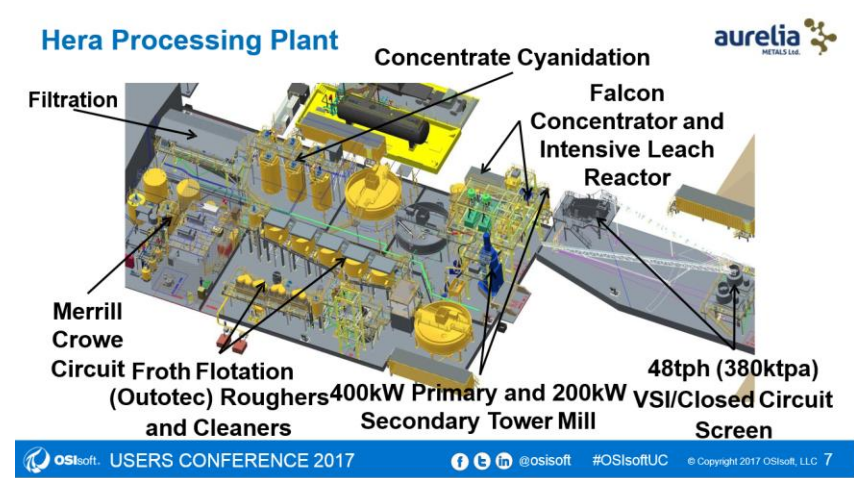 Hera Processing Plant
aurelia
METALS Ltd.
Concentrate Cyanidation
Filtration
Falcon
Concentrator and
Intensive Leach
Reactor
Merrill
Crowe
Circuit
Froth Flotation
(Outotec) Roughers
and Cleaners
400kW Primary and 200kW
Secondary Tower Mill
48tph (380ktpa)
VSI/Closed Circuit
Screen
OSIsoft. USERS CONFERENCE 2017
@osisoft #OSIsoftUC © Copyright 2017 OSIsoft, LLC 7